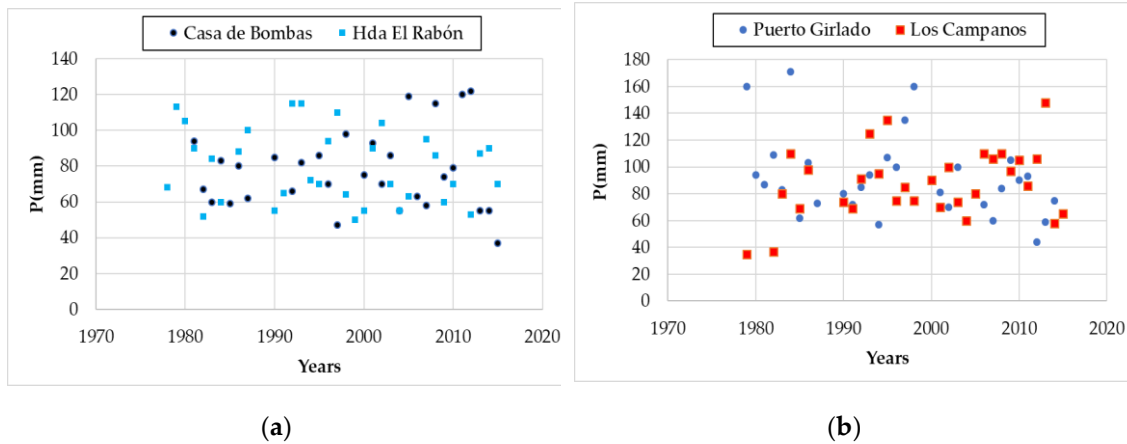 Casa de Bombas Hda El Rabón
140
120
100
80
60
40
20
0
P(mm)
1970 1980 1990 2000 2010 2020
Years
(a)
Puerto Girlado Los Campanos
180
160
140
120
100
80
60
40
20
0
P(mm)
1970 1980 1990 2000 2010 2020
Years
(b)